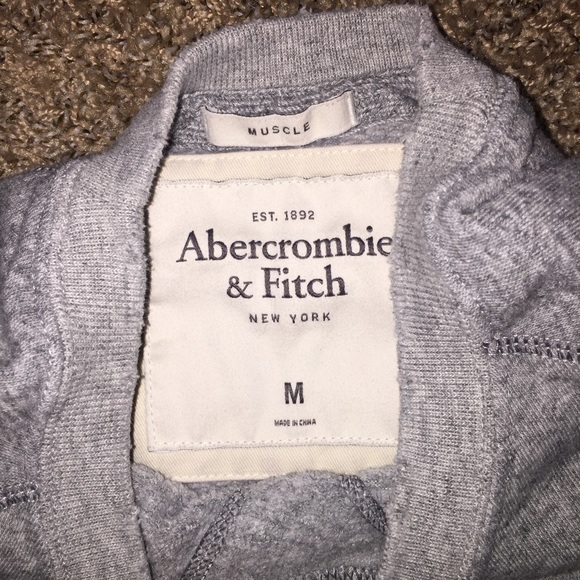 MUSCLE
EST. 1892
Abercrombie
& Fitch
NEW YORK
M
MADE IN CHINA